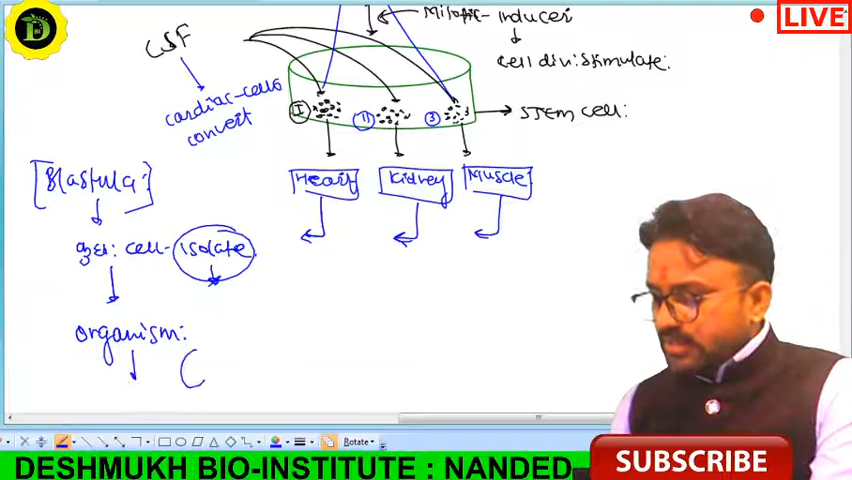 CSF
Mitotic-inducer
cell divi: stimulate:
cardiac-cells
convert
I
II
3
STEM cell:
Blastula:
Heart
Kidney
Muscle
cell-isolate
organism:
D
LIVE
Rotate
DESHMUKH BIO-INSTITUTE : NANDED
SUBSCRIBE